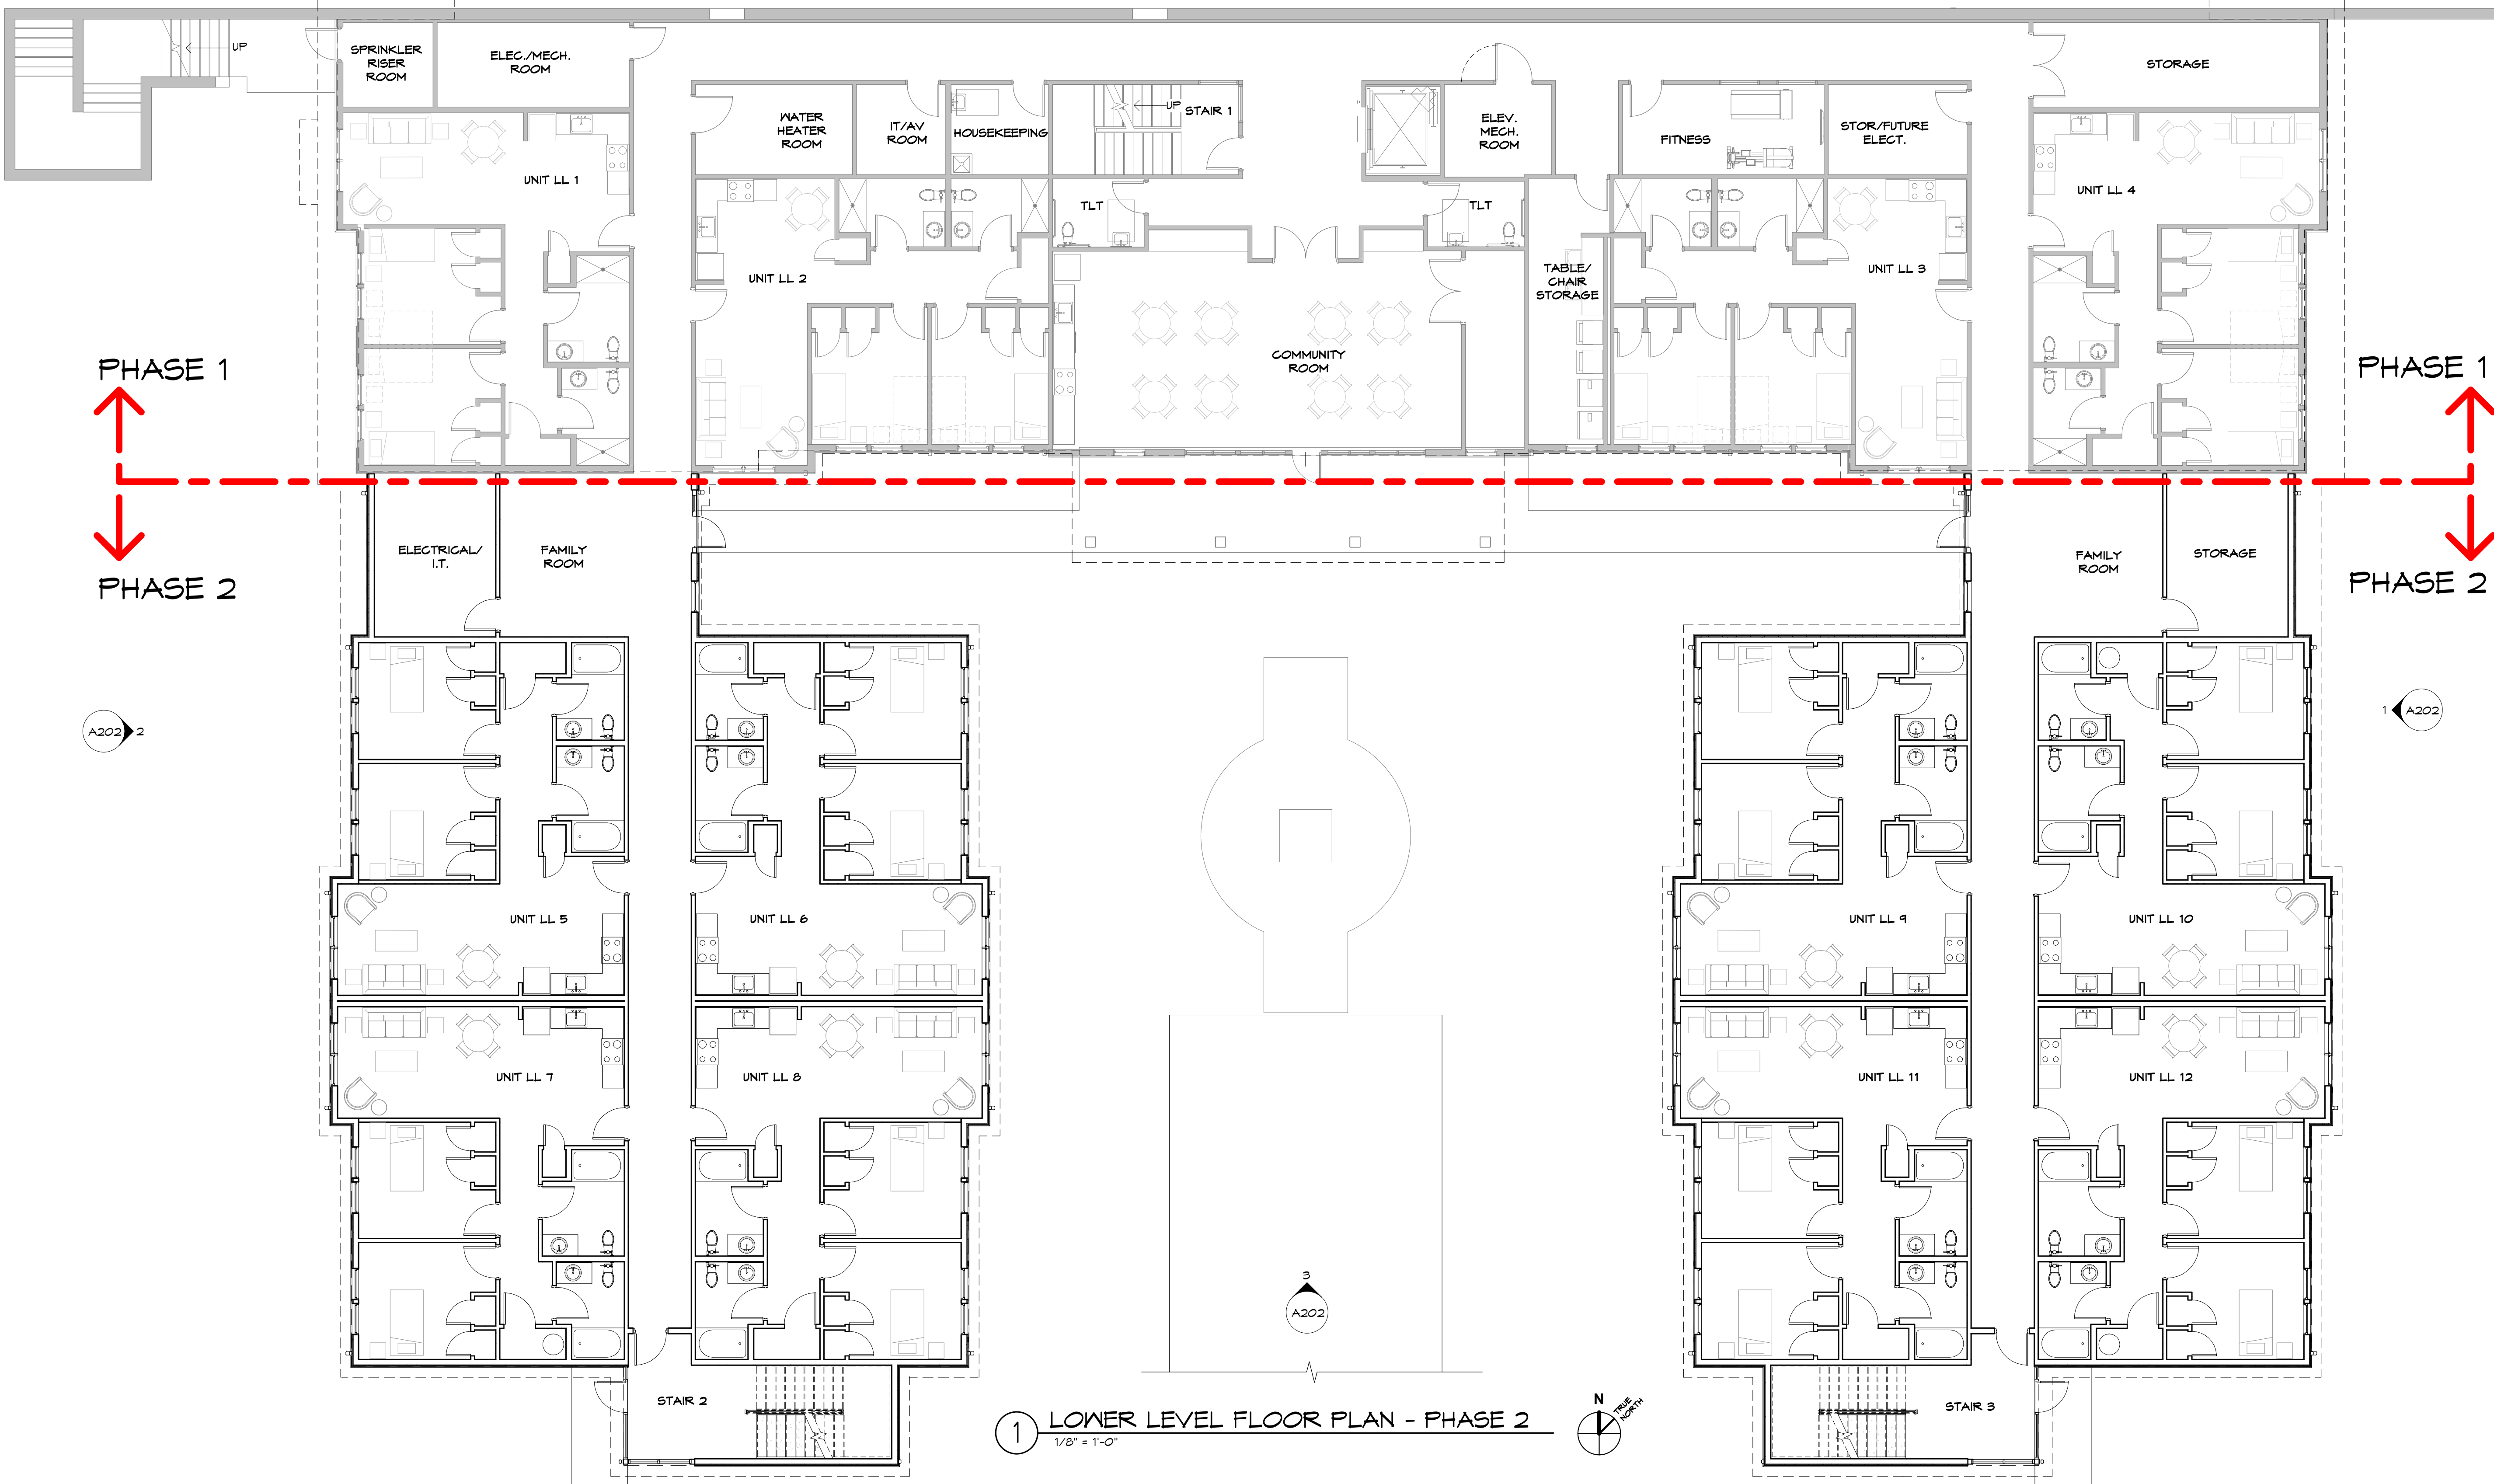 UP
SPRINKLER
RISER
ROOM
ELEC./MECH.
ROOM
STORAGE
WATER
HEATER
ROOM
IT/AV
ROOM
HOUSEKEEPING
UP
STAIR 1
ELEV.
MECH.
ROOM
FITNESS
STOR/FUTURE
ELECT.
UNIT LL 1
UNIT LL 4
TLT
TLT
UNIT LL 2
TABLE/
CHAIR
STORAGE
UNIT LL 3
COMMUNITY
ROOM
PHASE 1
PHASE 1
ELECTRICAL/
I.T.
FAMILY
ROOM
FAMILY
ROOM
STORAGE
PHASE 2
PHASE 2
A202 2
1 A202
UNIT LL 5
UNIT LL 6
UNIT LL 9
UNIT LL 10
UNIT LL 7
UNIT LL 8
UNIT LL 11
UNIT LL 12
3
A202
STAIR 2
STAIR 3
1 LOWER LEVEL FLOOR PLAN - PHASE 2
1/8" = 1'-0"
N
TRUE
NORTH